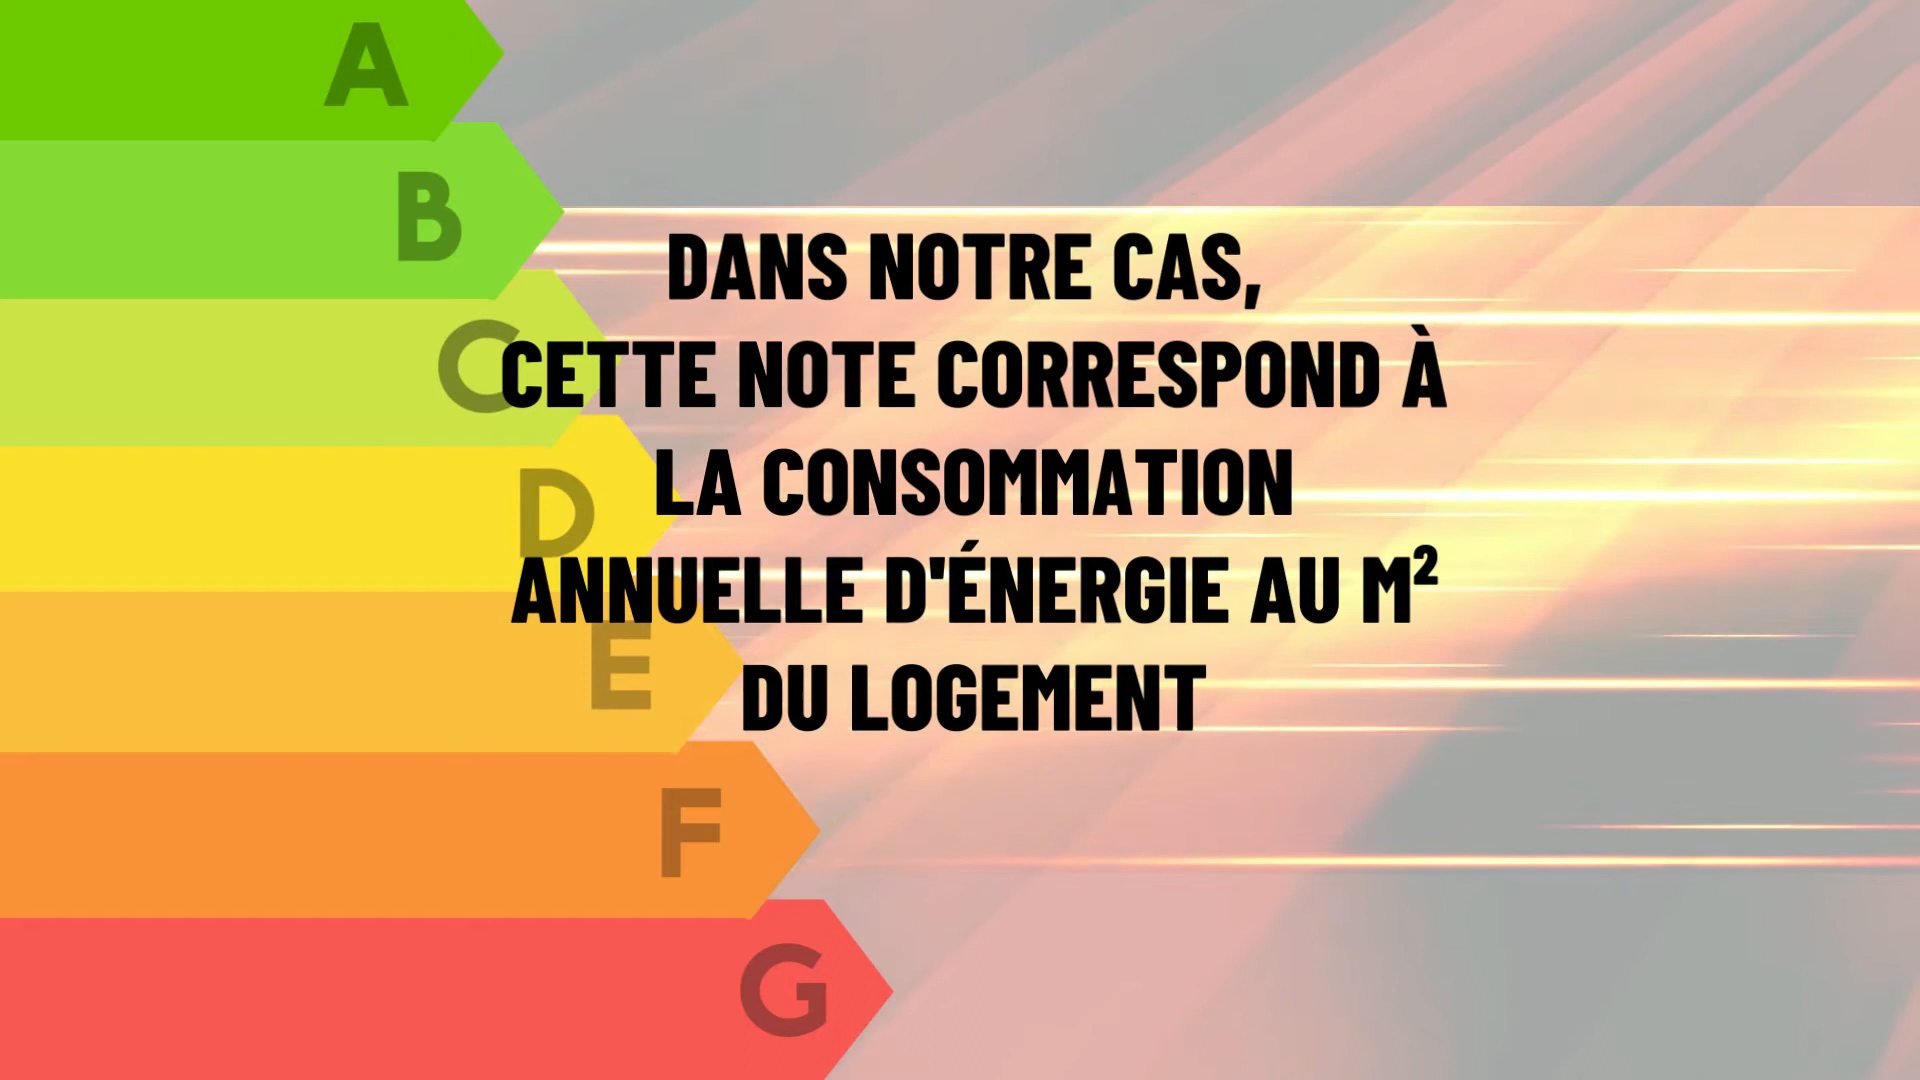 A
B
DANS NOTRE CAS,
C
CETTE NOTE CORRESPOND À
LA CONSOMMATION
D
ANNUELLE D'ÉNERGIE AU M²
E
DU LOGEMENT
F
G